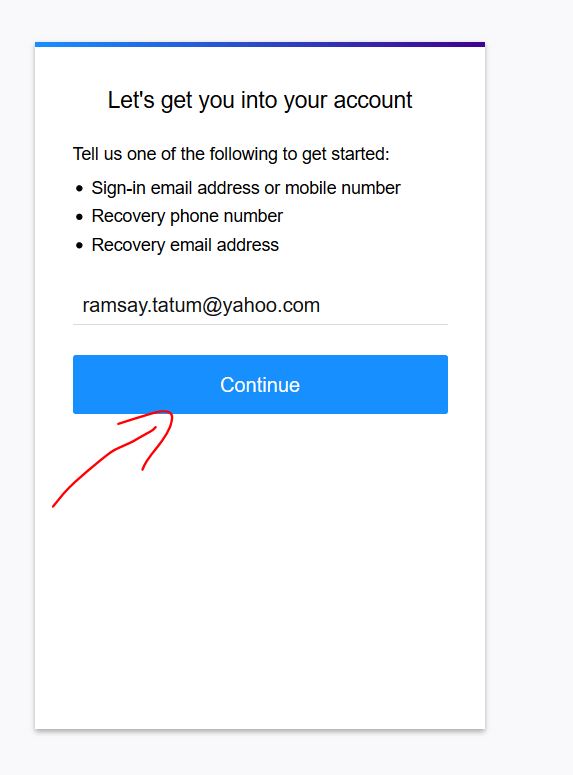 Let's get you into your account
Tell us one of the following to get started:
• Sign-in email address or mobile number
• Recovery phone number
• Recovery email address
ramsay.tatum@yahoo.com
Continue